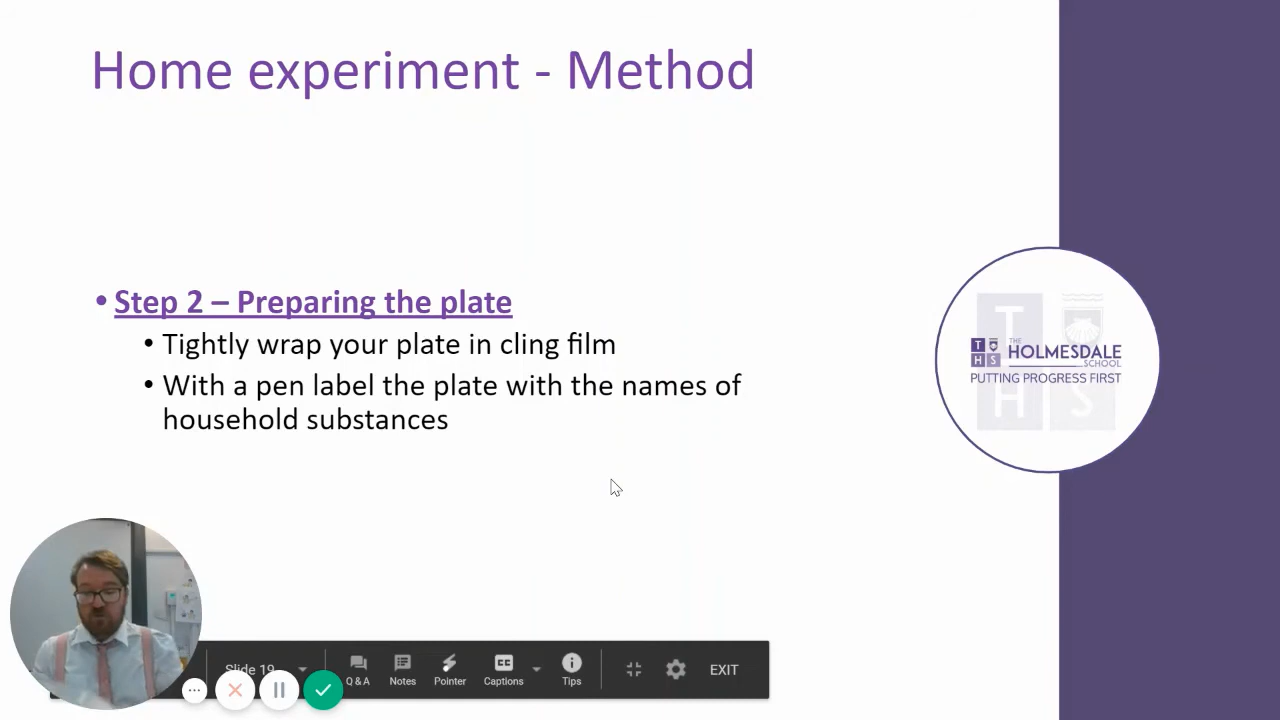 Home experiment - Method
• Step 2 – Preparing the plate
• Tightly wrap your plate in cling film
• With a pen label the plate with the names of
household substances
T
H S
T
H S
THE
HOLMESDALE
SCHOOL
PUTTING PROGRESS FIRST
Slide 19
Q & A
Notes
Pointer
CC
Captions
Tips
EXIT